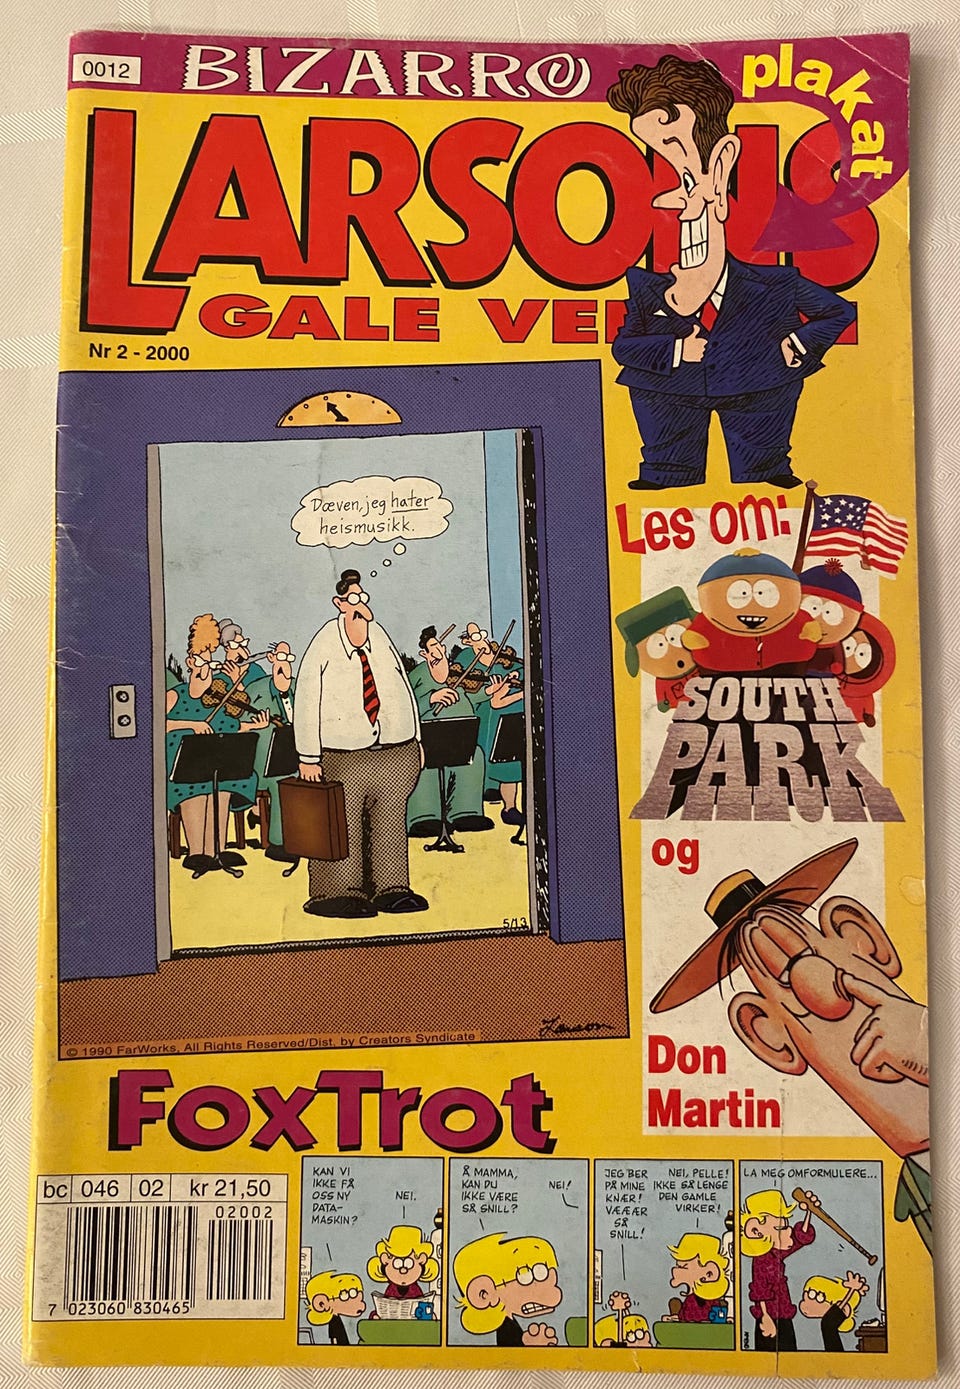 0012
BIZARRO
plakat
LARSONS
GALE VE
Nr 2 - 2000
Dæven, jeg hater
heismusikk.
5/13
Larson
© 1990 FarWorks, All Rights Reserved/Dist. by Creators Syndicate
Les om:
SOUTH
PARK
og
Don
Martin
FoxTrot
bc 046 02 kr 21,50
02002
7 023060 830465
KAN VI
IKKE FÅ
OSS NY
DATA-
MASKIN?
NEI.
Å MAMMA,
KAN DU
IKKE VÆRE
SÅ SNILL?
NEI!
JEG BER
PÅ MINE
KNÆR!
VÆÆÆR
SÅ
SNILL!
NEI, PELLE!
IKKE SÅ LENGE
DEN GAMLE
VIRKER!
LA MEG OMFORMULERE...